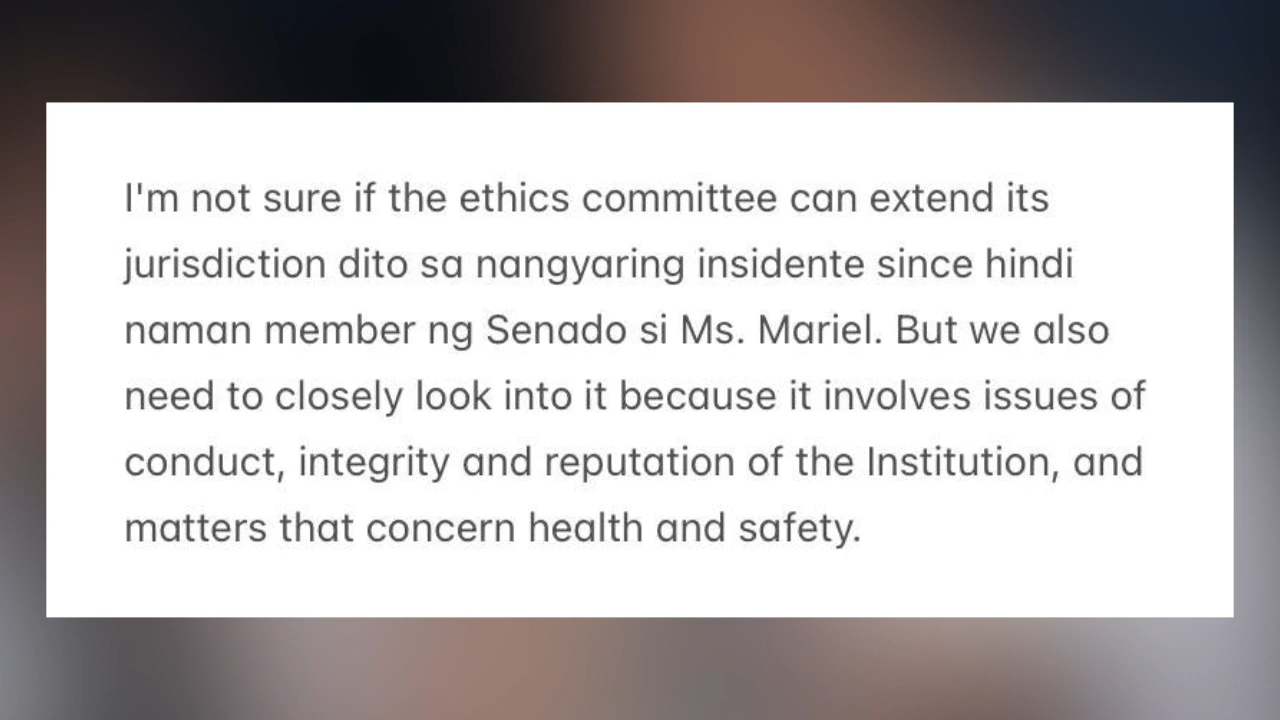 I'm not sure if the ethics committee can extend its
jurisdiction dito sa nangyaring insidente since hindi
naman member ng Senado si Ms. Mariel. But we also
need to closely look into it because it involves issues of
conduct, integrity and reputation of the Institution, and
matters that concern health and safety.